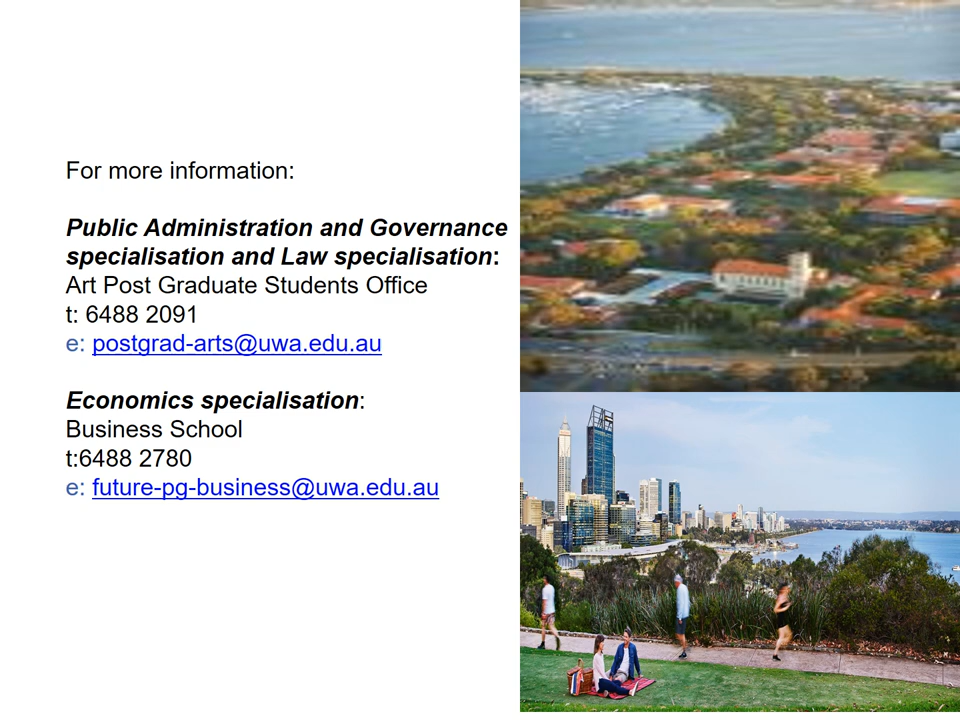 For more information:
Public Administration and Governance
specialisation and Law specialisation:
Art Post Graduate Students Office
t: 6488 2091
e: postgrad-arts@uwa.edu.au
Economics specialisation:
Business School
t:6488 2780
e: future-pg-business@uwa.edu.au